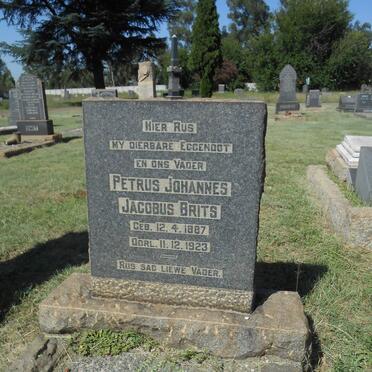 Hier Rus
my dierbare Eggenoot
en ons Vader
Petrus Johannes
Jacobus Brits
Geb. 12.4.1887
Oorl. 11.12.1923
Rus sag liewe Vader.